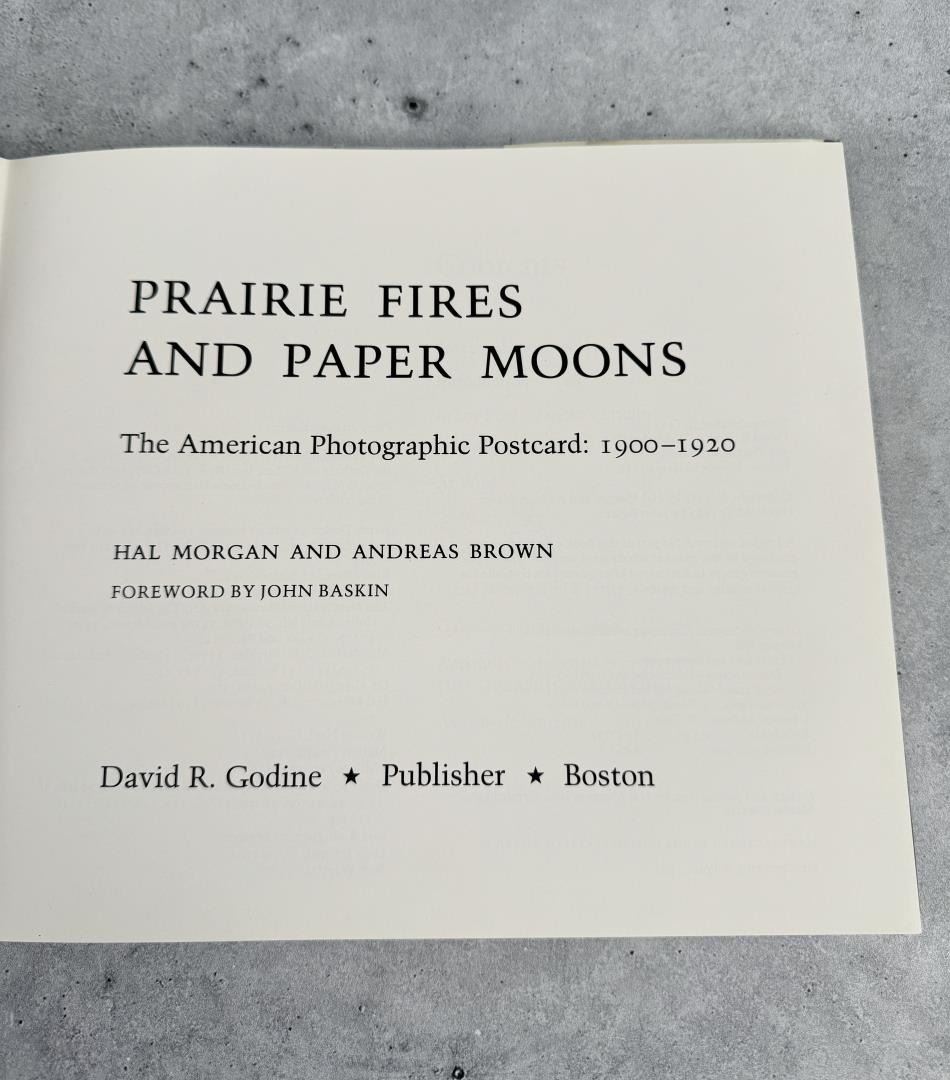 PRAIRIE FIRES
AND PAPER MOONS
The American Photographic Postcard: 1900–1920
HAL MORGAN AND ANDREAS BROWN
FOREWORD BY JOHN BASKIN
David R. Godine ★ Publisher ★ Boston